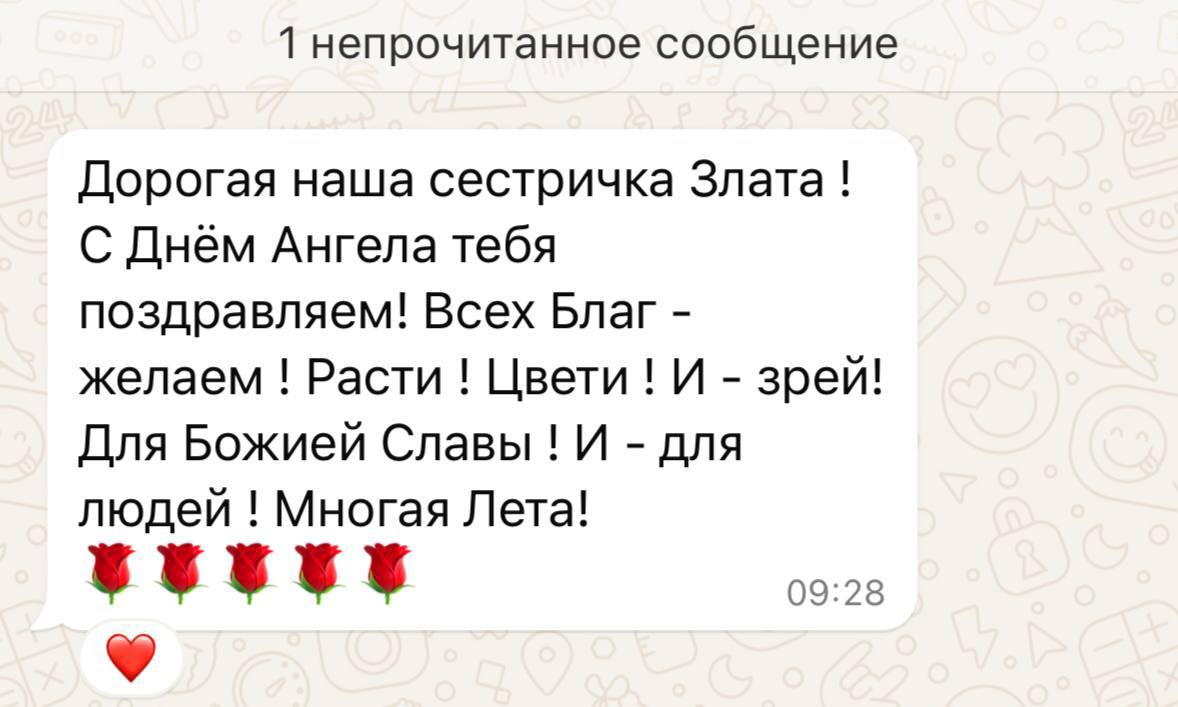 1 непрочитанное сообщение
Дорогая наша сестричка Злата !
С Днём Ангела тебя
поздравляем! Всех Благ -
желаем ! Расти ! Цвети ! И - зрей!
Для Божией Славы ! И - для
людей ! Многая Лета!
🌹🌹🌹🌹🌹
09:28